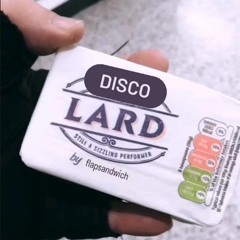 DISCO
LARD
STILL A SIZZLING PERFORMER
by flapsandwich